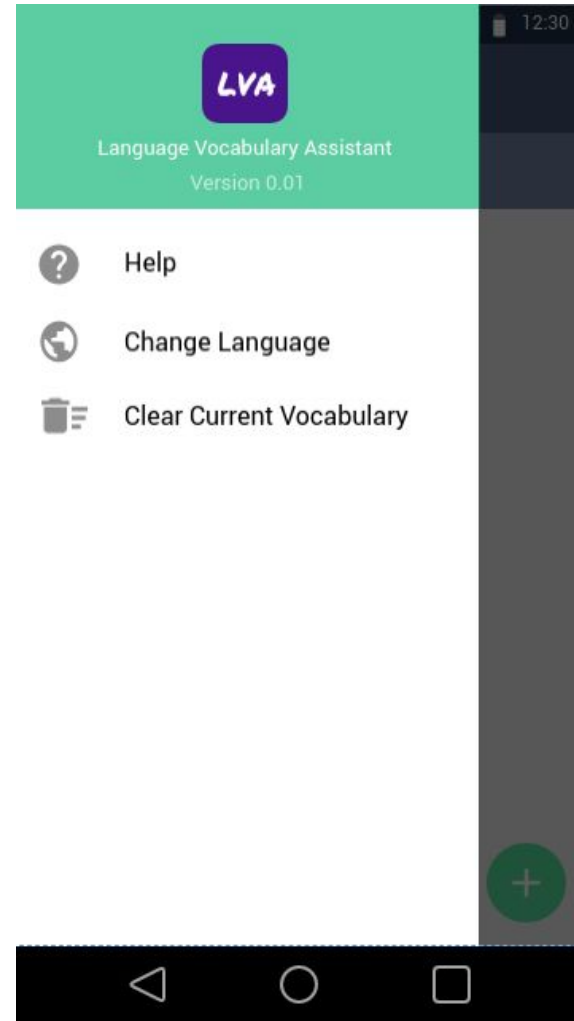 12:30
LVA
Language Vocabulary Assistant
Version 0.01
Help
Change Language
Clear Current Vocabulary